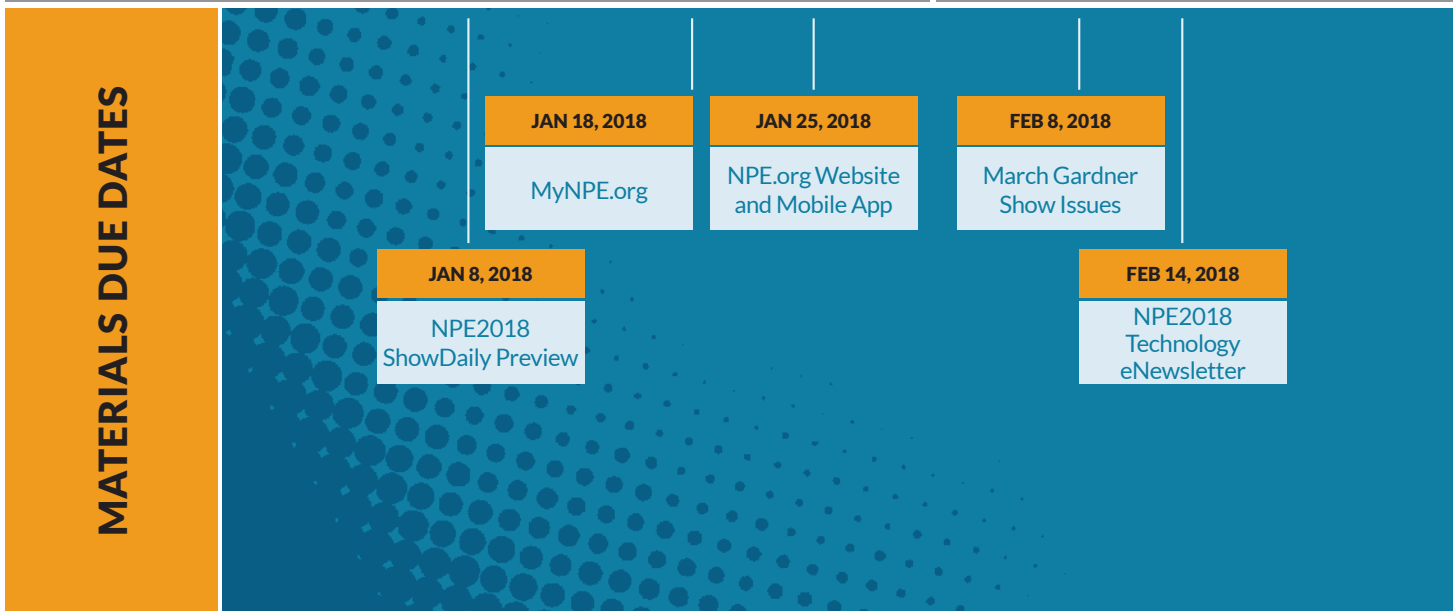 MATERIALS DUE DATES
JAN 8, 2018
NPE2018
ShowDaily Preview
JAN 18, 2018
MyNPE.org
JAN 25, 2018
NPE.org Website
and Mobile App
FEB 8, 2018
March Gardner
Show Issues
FEB 14, 2018
NPE2018
Technology
eNewsletter